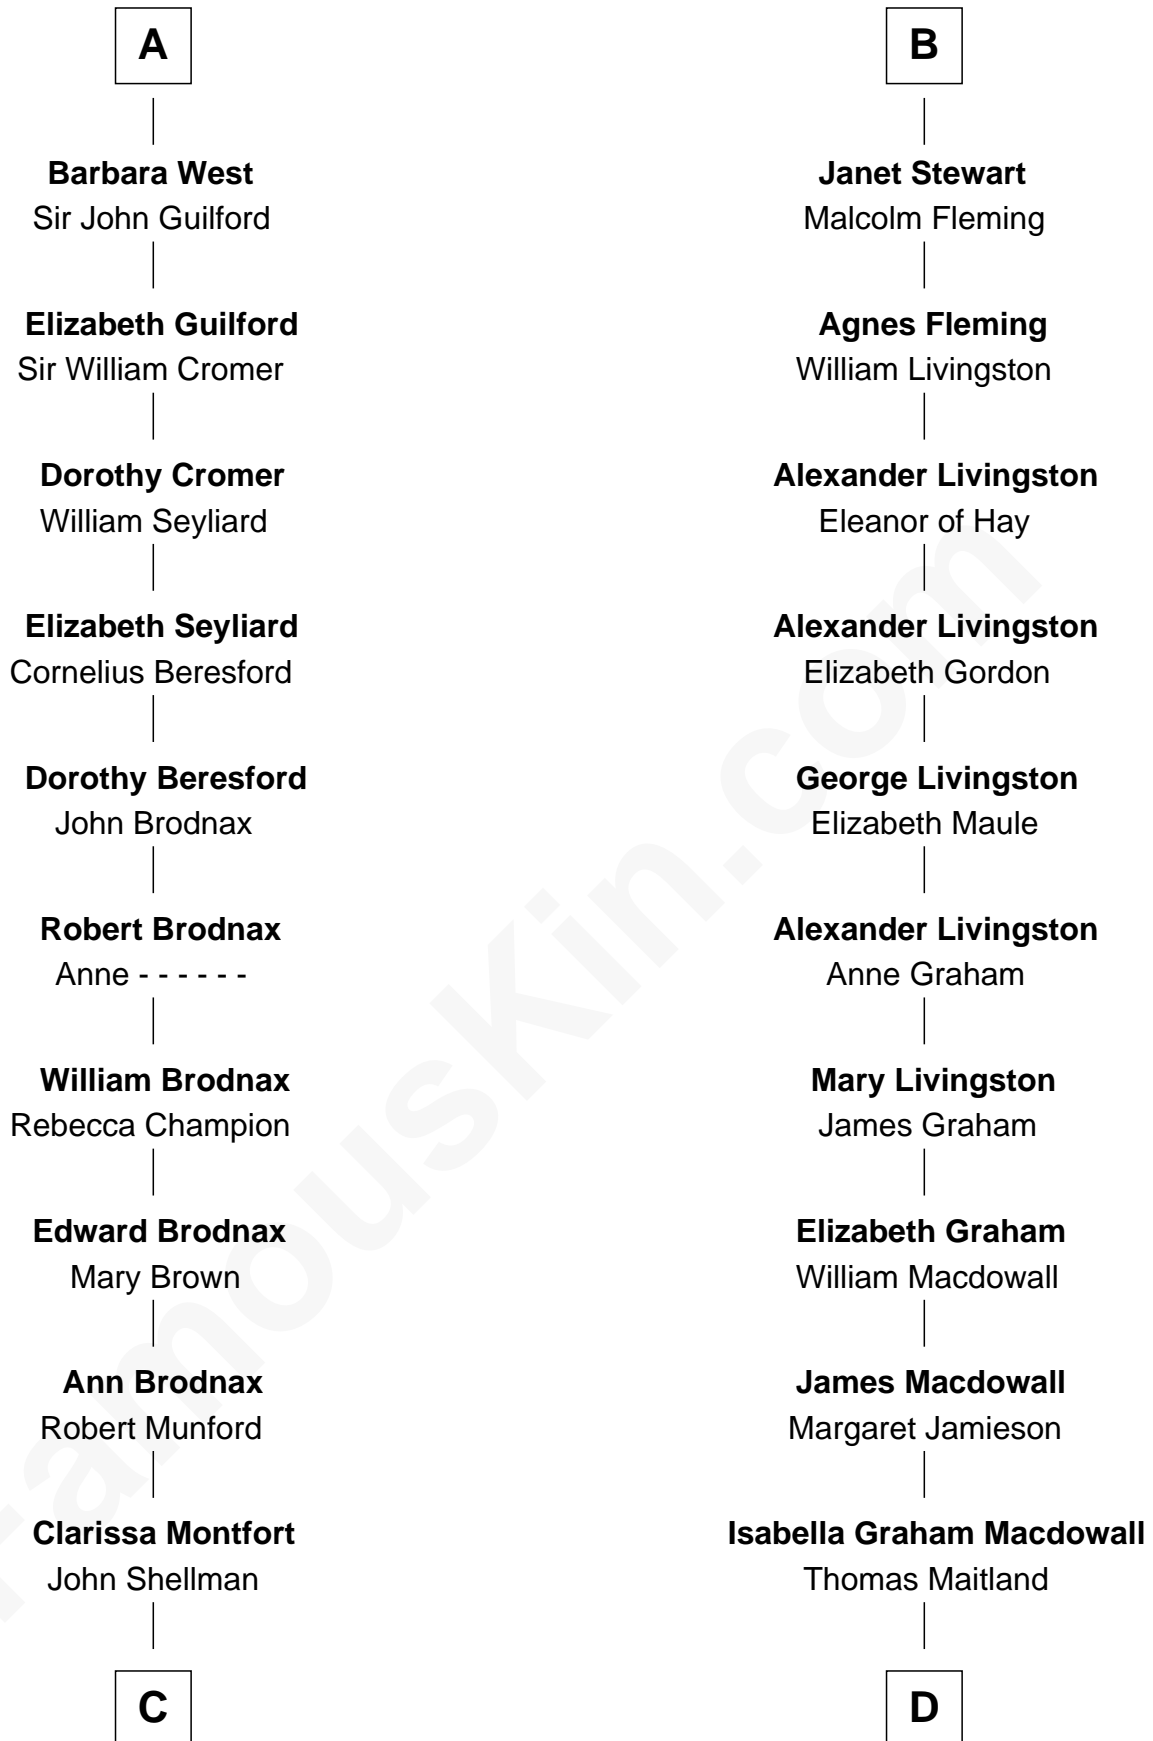 A
Barbara West
Sir John Guilford
Elizabeth Guilford
Sir William Cromer
Dorothy Cromer
William Seyliard
Elizabeth Seyliard
Cornelius Beresford
Dorothy Beresford
John Brodnax
Robert Brodnax
Anne - - - - - -
William Brodnax
Rebecca Champion
Edward Brodnax
Mary Brown
Ann Brodnax
Robert Munford
Clarissa Montfort
John Shellman
C
B
Janet Stewart
Malcolm Fleming
Agnes Fleming
William Livingston
Alexander Livingston
Eleanor of Hay
Alexander Livingston
Elizabeth Gordon
George Livingston
Elizabeth Maule
Alexander Livingston
Anne Graham
Mary Livingston
James Graham
Elizabeth Graham
William Macdowall
James Macdowall
Margaret Jamieson
Isabella Graham Macdowall
Thomas Maitland
D
FamousKin.com